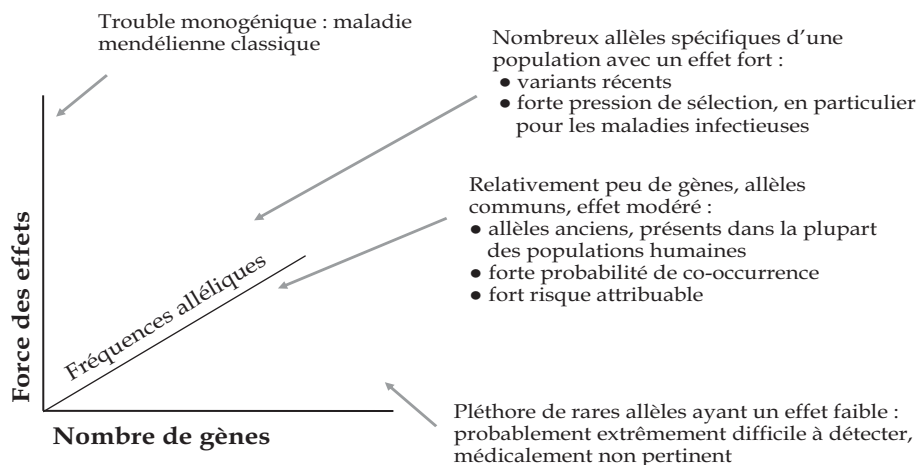 Trouble monogénique : maladie
mendélienne classique
Nombreux allèles spécifiques d’une
population avec un effet fort :
● variants récents
● forte pression de sélection, en particulier
pour les maladies infectieuses
Relativement peu de gènes, allèles
communs, effet modéré :
● allèles anciens, présents dans la plupart
des populations humaines
● forte probabilité de co-occurrence
● fort risque attribuable
Force des effets
Fréquences alléliques
Nombre de gènes
Pléthore de rares allèles ayant un effet faible :
probablement extrêmement difficile à détecter,
médicalement non pertinent